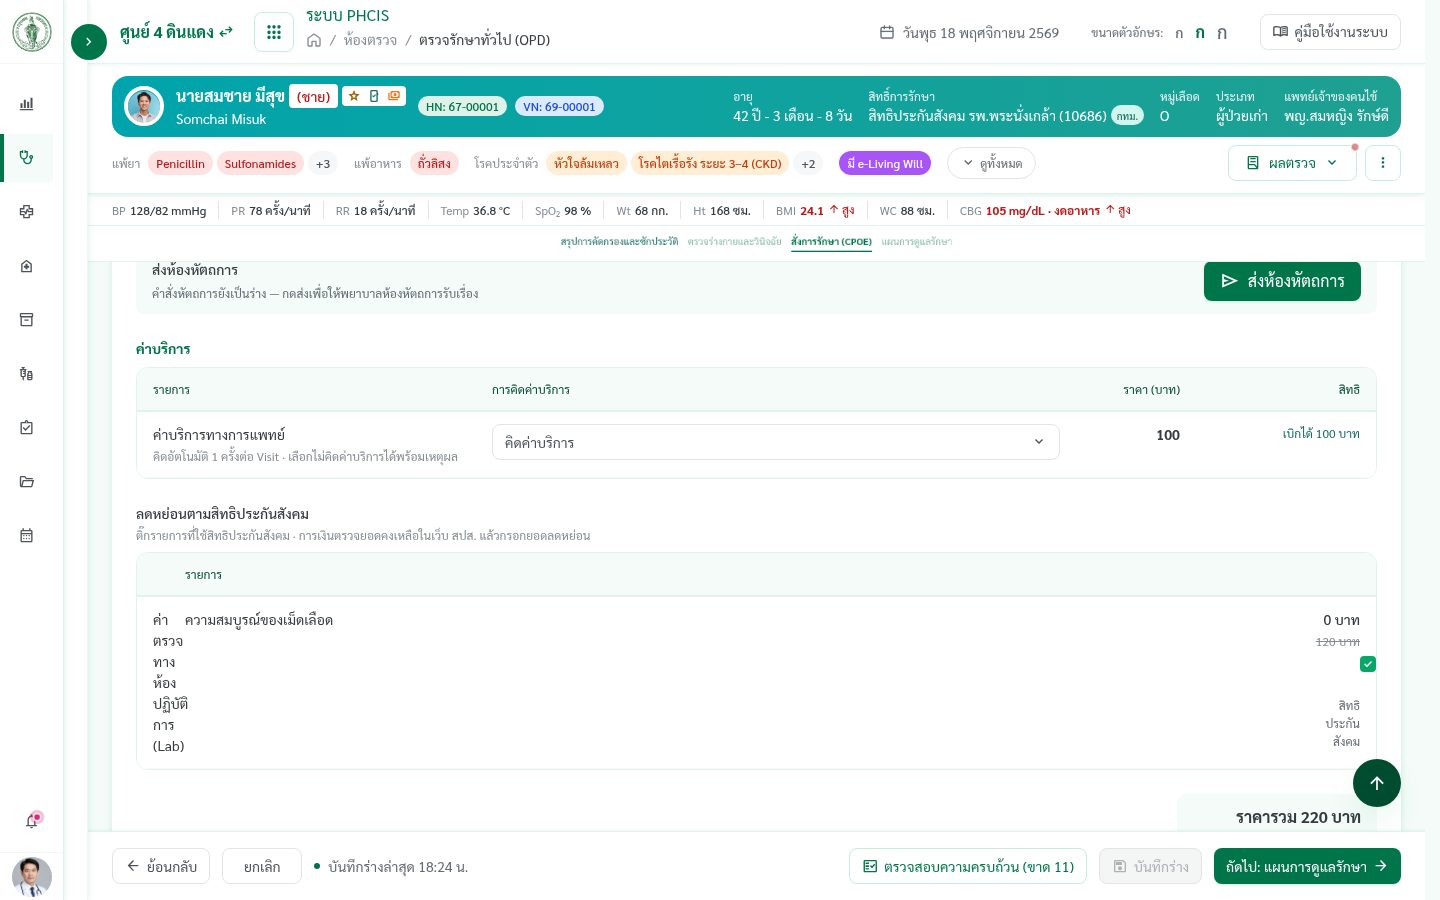 ศูนย์ 4 ดินแดง
ระบบ PHCIS
ห้องตรวจ / ตรวจรักษาทั่วไป (OPD)
วันพุธ 18 พฤศจิกายน 2569
ขนาดตัวอักษร: ก ก ก
คู่มือใช้งานระบบ
นายสมชาย มีสุข (ชาย)
Somchai Misuk
HN: 67-00001 VN: 69-00001
อายุ
42 ปี - 3 เดือน - 8 วัน
สิทธิ์การรักษา
สิทธิประกันสังคม รพ.พระนั่งเกล้า (10686) กทม.
หมู่เลือด
O
ประเภท
ผู้ป่วยเก่า
แพทย์เจ้าของคนไข้
พญ.สมหญิง รักษ์ดี
แพ้ยา Penicillin Sulfonamides +3 แพ้อาหาร ถั่วลิสง โรคประจำตัว หัวใจล้มเหลว โรคไตเรื้อรัง ระยะ 3–4 (CKD) +2 มี e-Living Will ดูทั้งหมด
ผลตรวจ
BP 128/82 mmHg PR 78 ครั้ง/นาที RR 18 ครั้ง/นาที Temp 36.8 °C SpO₂ 98 % Wt 68 กก. Ht 168 ซม. BMI 24.1 ↑ สูง WC 88 ซม. CBG 105 mg/dL · งดอาหาร ↑ สูง
สรุปการคัดกรองและซักประวัติ ตรวจร่างกายและวินิจฉัย สั่งการรักษา (CPOE) แผนการดูแลรักษา
ส่งห้องหัตถการ
คำสั่งหัตถการยังเป็นร่าง — กดส่งเพื่อให้พยาบาลห้องหัตถการรับเรื่อง
ส่งห้องหัตถการ
ค่าบริการ
รายการ การคิดค่าบริการ ราคา (บาท) สิทธิ
ค่าบริการทางการแพทย์
คิดอัตโนมัติ 1 ครั้งต่อ Visit · เลือกไม่คิดค่าบริการได้พร้อมเหตุผล
คิดค่าบริการ
100
เบิกได้ 100 บาท
ลดหย่อนตามสิทธิประกันสังคม
ติ๊กรายการที่ใช้สิทธิประกันสังคม · การเงินตรวจยอดคงเหลือในเว็บ สปส. แล้วกรอกยอดลดหย่อน
รายการ
ค่า
ตรวจ
ทาง
ห้อง
ปฏิบัติ
การ
(Lab)
ความสมบูรณ์ของเม็ดเลือด
0 บาท
120 บาท
สิทธิ
ประกัน
สังคม
ราคารวม 220 บาท
ย้อนกลับ
ยกเลิก
บันทึกร่างล่าสุด 18:24 น.
ตรวจสอบความครบถ้วน (ขาด 11)
บันทึกร่าง
ถัดไป: แผนการดูแลรักษา